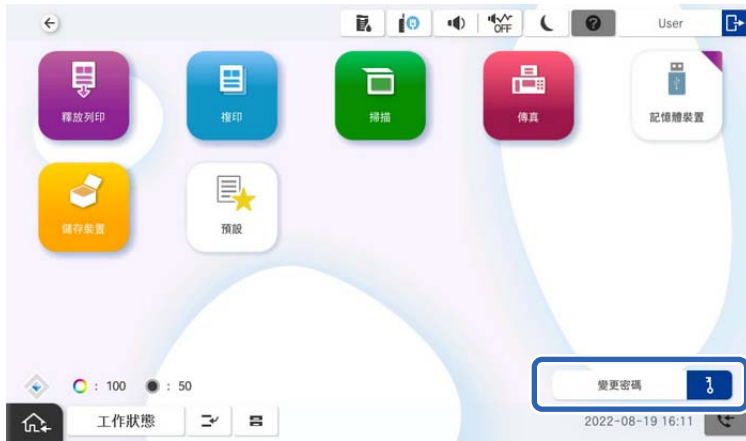 OFF
User
釋放列印
複印
掃描
傳真
記憶體裝置
儲存裝置
預設
: 100
: 50
變更密碼
工作狀態
2022-08-19 16:11